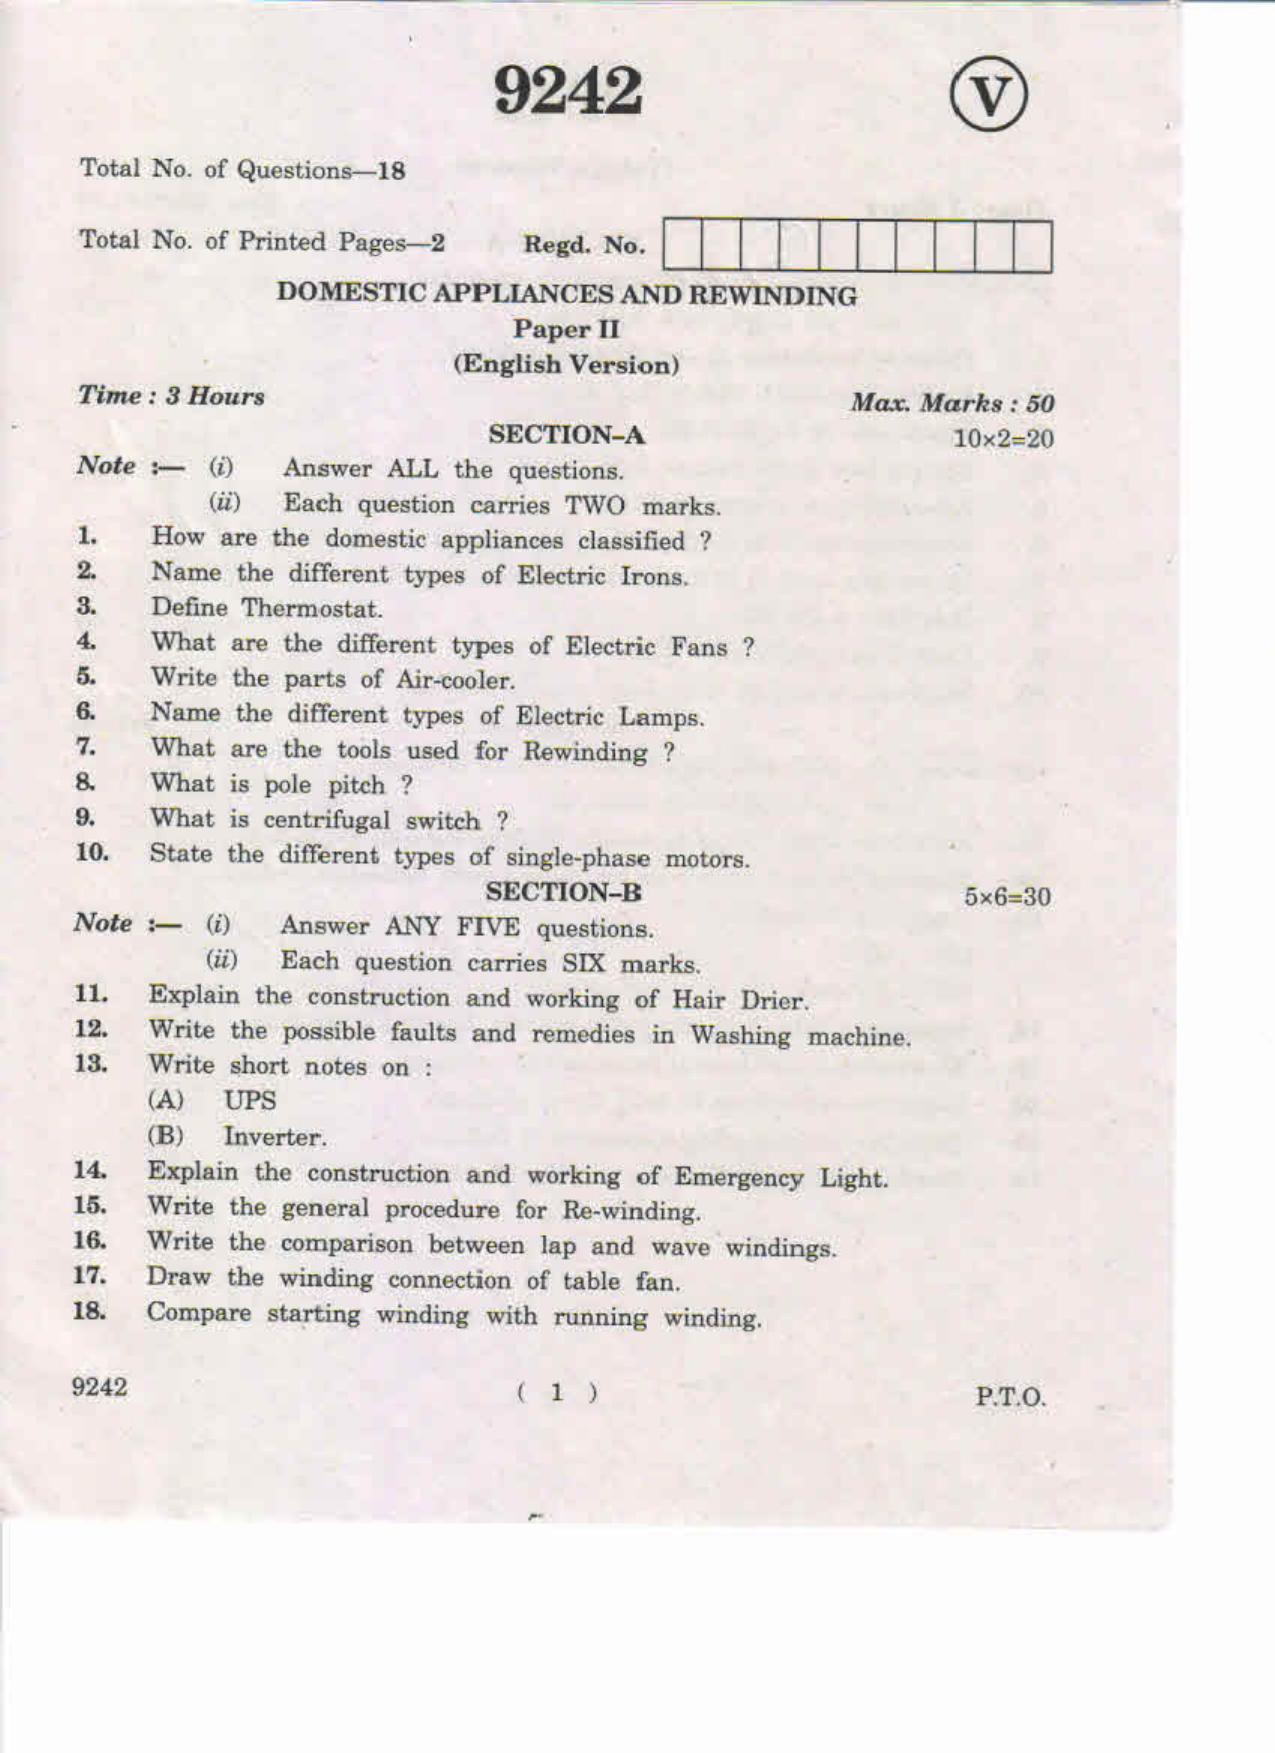 9242
V
Total No. of Questions—18
Total No. of Printed Pages—2 Regd. No.
DOMESTIC APPLIANCES AND REWINDING
Paper II
(English Version)
Time : 3 Hours Max. Marks : 50
SECTION–A 10×2=20
Note :— (i) Answer ALL the questions.
(ii) Each question carries TWO marks.
1. How are the domestic appliances classified ?
2. Name the different types of Electric Irons.
3. Define Thermostat.
4. What are the different types of Electric Fans ?
5. Write the parts of Air-cooler.
6. Name the different types of Electric Lamps.
7. What are the tools used for Rewinding ?
8. What is pole pitch ?
9. What is centrifugal switch ?
10. State the different types of single-phase motors.
SECTION–B 5×6=30
Note :— (i) Answer ANY FIVE questions.
(ii) Each question carries SIX marks.
11. Explain the construction and working of Hair Drier.
12. Write the possible faults and remedies in Washing machine.
13. Write short notes on :
(A) UPS
(B) Inverter.
14. Explain the construction and working of Emergency Light.
15. Write the general procedure for Re-winding.
16. Write the comparison between lap and wave windings.
17. Draw the winding connection of table fan.
18. Compare starting winding with running winding.
9242 ( 1 ) P.T.O.